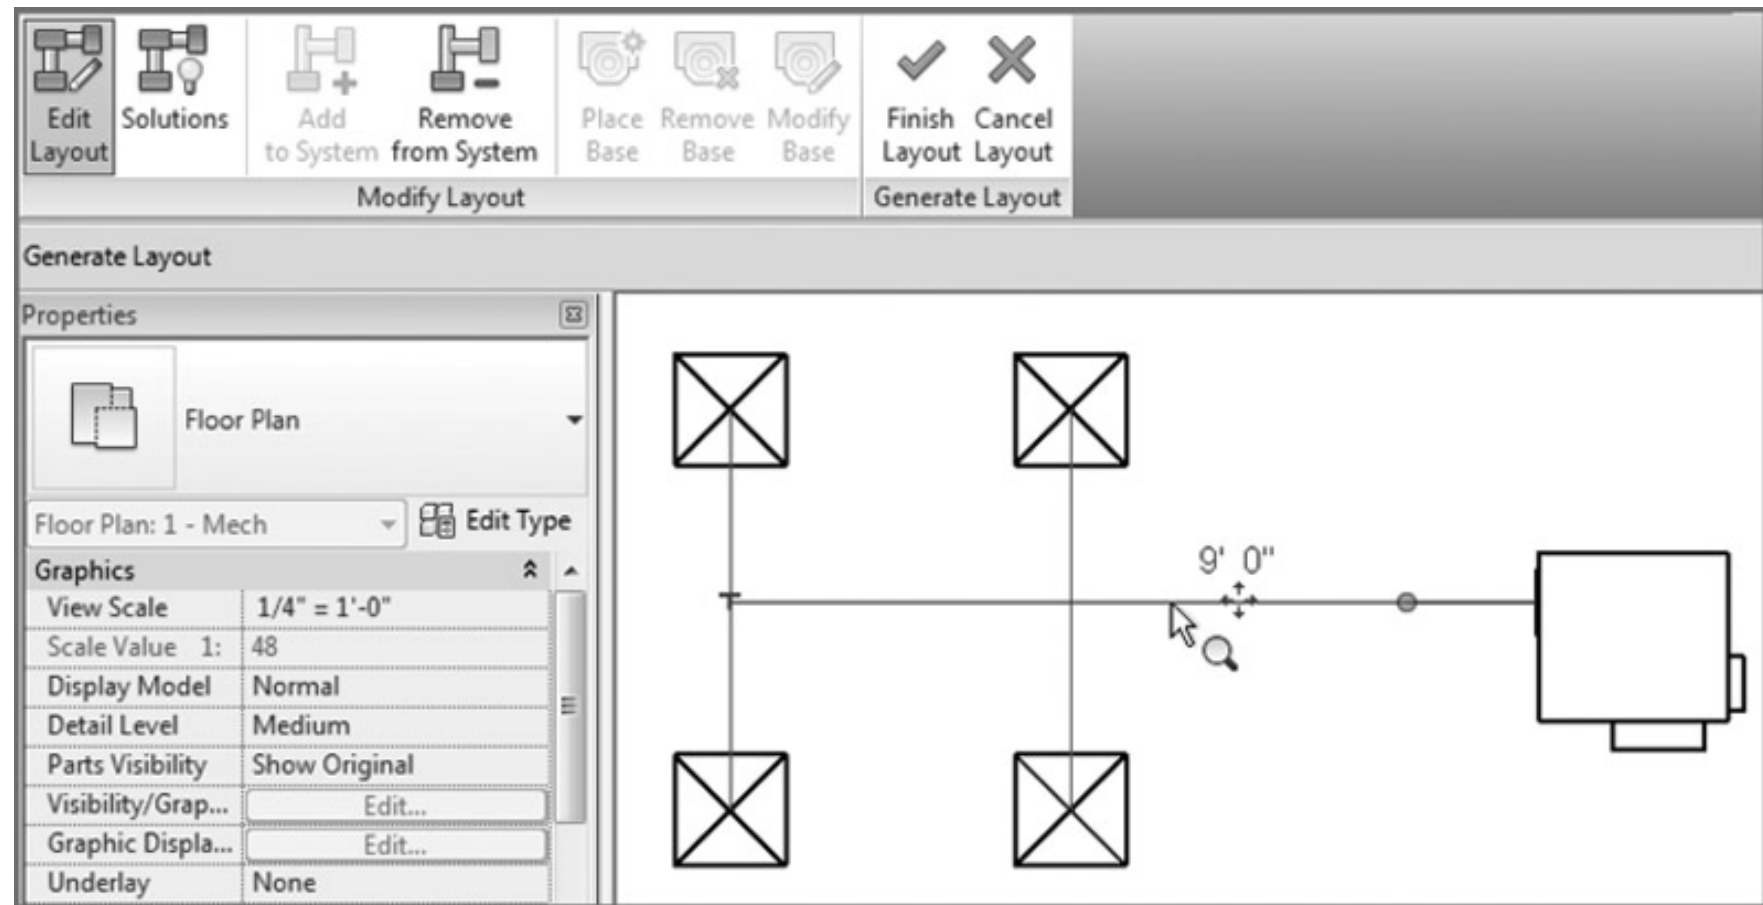 Edit Layout
Solutions
Add to System
Remove from System
Place Base
Remove Base
Modify Base
Finish Layout
Cancel Layout
Modify Layout
Generate Layout
Generate Layout
Properties
Floor Plan
Floor Plan: 1 - Mech
Edit Type
Graphics
View Scale 1/4" = 1'-0"
Scale Value 1: 48
Display Model Normal
Detail Level Medium
Parts Visibility Show Original
Visibility/Grap... Edit...
Graphic Displa... Edit...
Underlay None
9' 0"